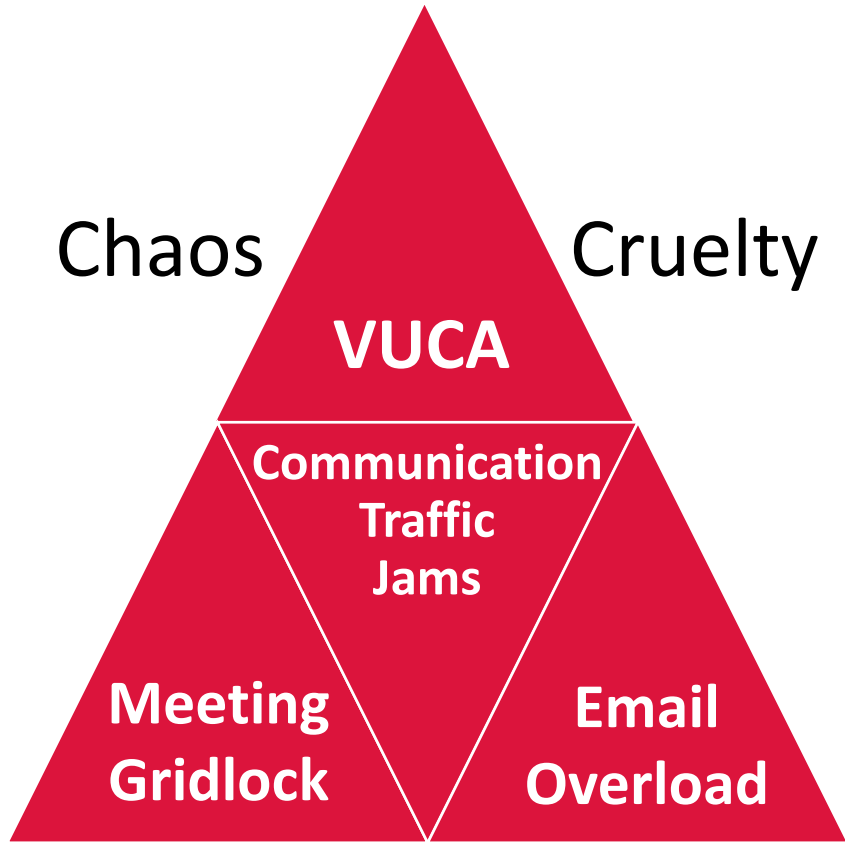 Chaos
Cruelty
VUCA
Communication
Traffic
Jams
Meeting
Gridlock
Email
Overload